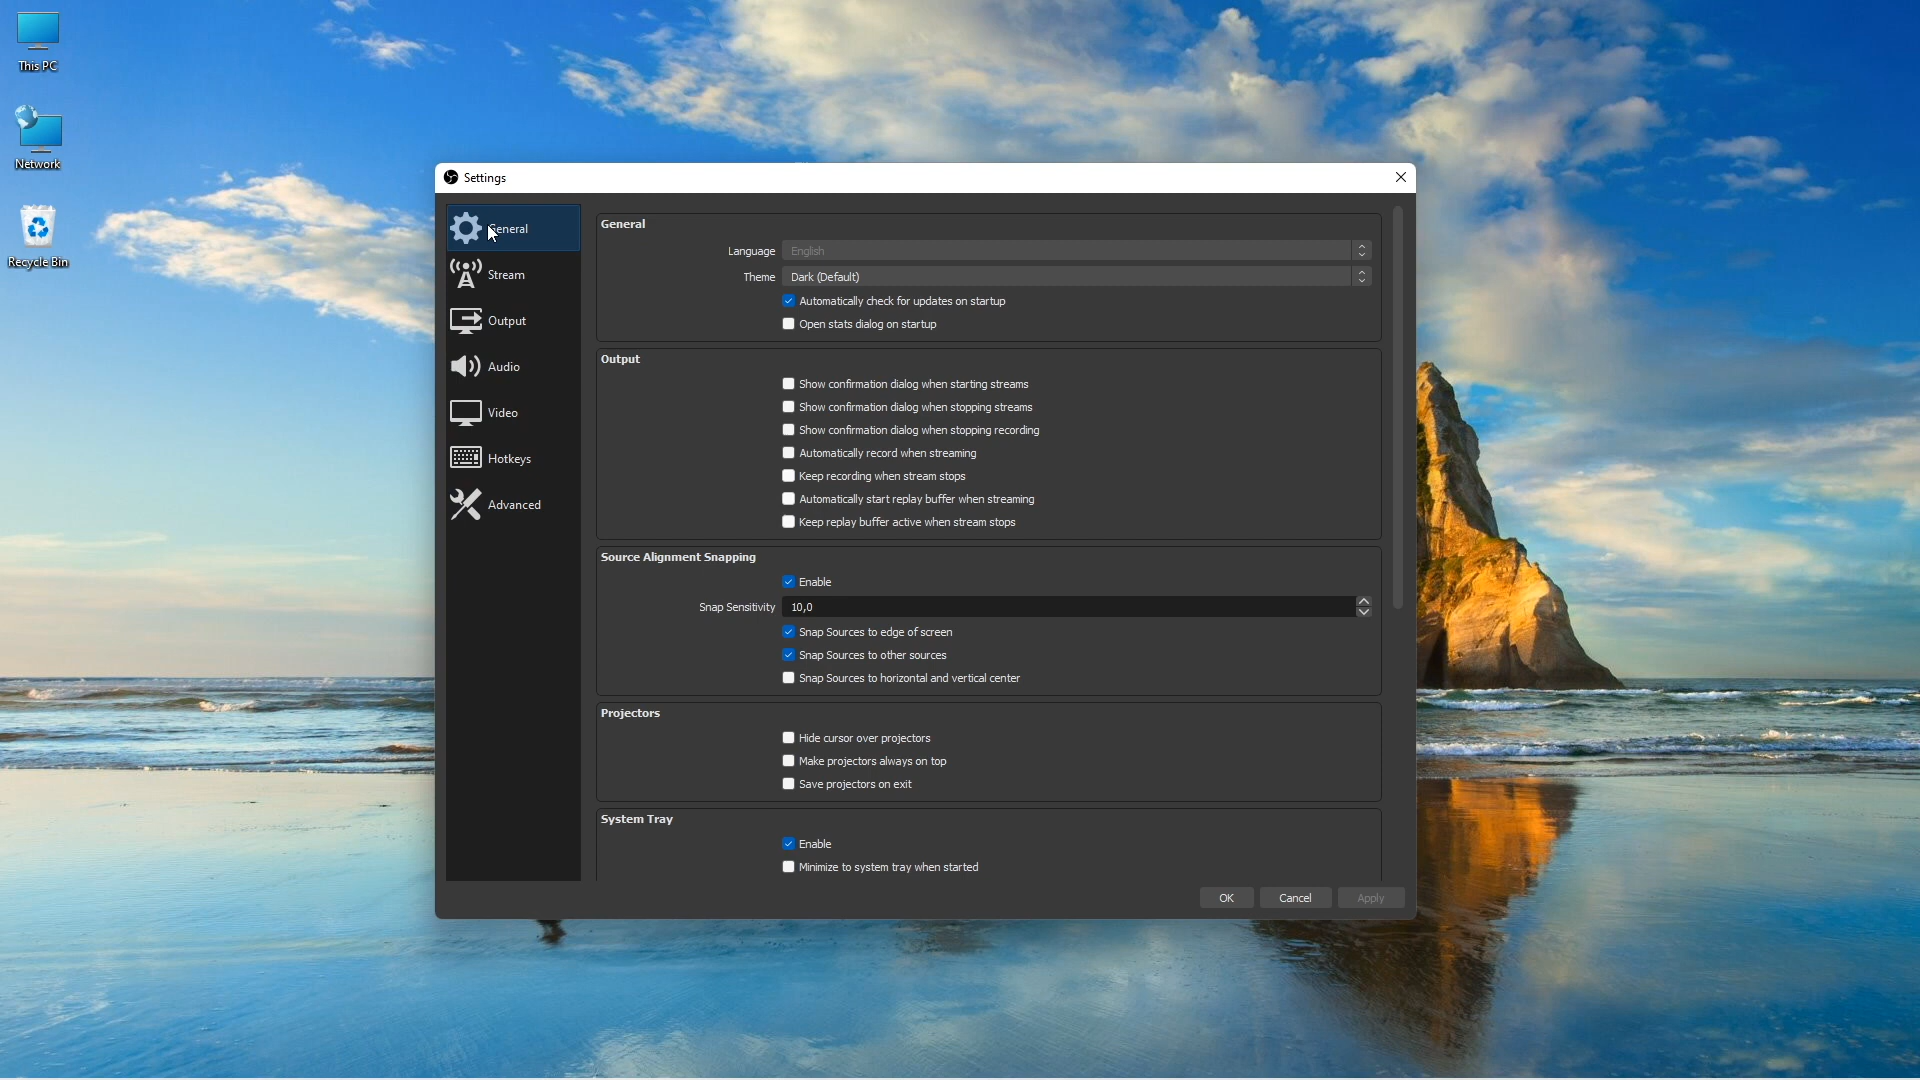 This PC
Network
Recycle Bin
Settings
General
Stream
Output
Audio
Video
Hotkeys
Advanced
General
Language English
Theme Dark (Default)
Automatically check for updates on startup
Open stats dialog on startup
Output
Show confirmation dialog when starting streams
Show confirmation dialog when stopping streams
Show confirmation dialog when stopping recording
Automatically record when streaming
Keep recording when stream stops
Automatically start replay buffer when streaming
Keep replay buffer active when stream stops
Source Alignment Snapping
Enable
Snap Sensitivity 10,0
Snap Sources to edge of screen
Snap Sources to other sources
Snap Sources to horizontal and vertical center
Projectors
Hide cursor over projectors
Make projectors always on top
Save projectors on exit
System Tray
Enable
Minimize to system tray when started
OK Cancel Apply